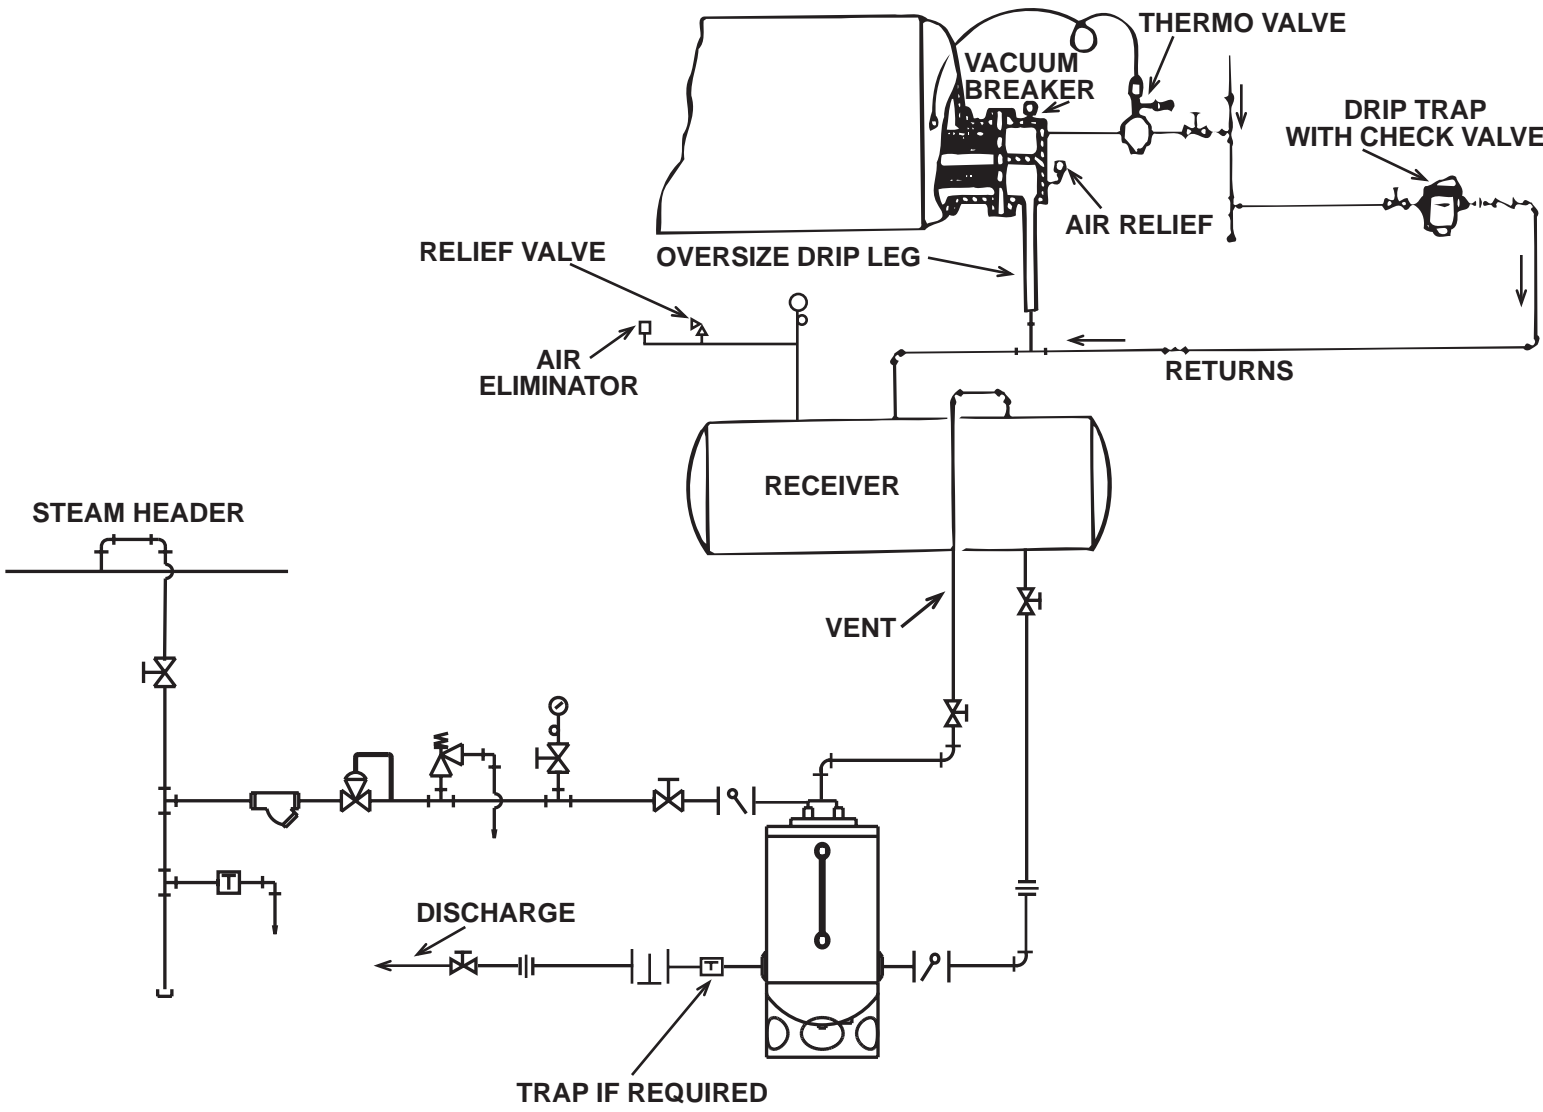 THERMO VALVE
VACUUM
BREAKER
DRIP TRAP
WITH CHECK VALVE
AIR RELIEF
RELIEF VALVE
OVERSIZE DRIP LEG
AIR
ELIMINATOR
RETURNS
RECEIVER
STEAM HEADER
VENT
T
DISCHARGE
T
TRAP IF REQUIRED